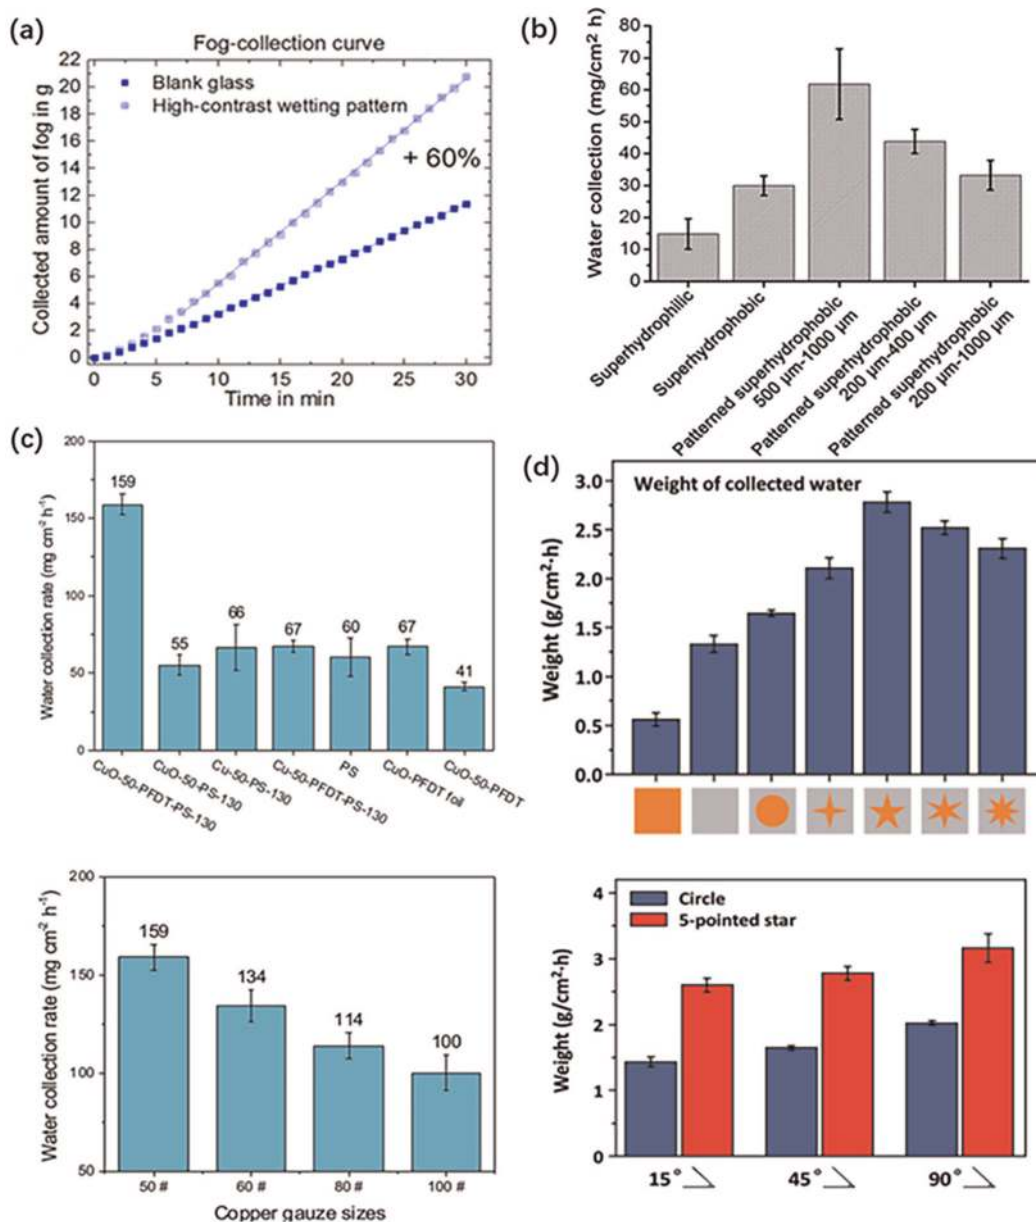 (a)
Fog-collection curve
Blank glass
High-contrast wetting pattern
+ 60%
Collected amount of fog in g
22
20
18
16
14
12
10
8
6
4
2
0
0 5 10 15 20 25 30
Time in min
(b)
Water collection (mg/cm² h)
80
70
60
50
40
30
20
10
0
Superhydrophilic
Superhydrophobic
Patterned superhydrophobic
500 µm-1000 µm
Patterned superhydrophobic
200 µm-400 µm
Patterned superhydrophobic
200 µm-1000 µm
(c)
Water collection rate (mg cm⁻² h⁻¹)
200
150
100
50
0
159
55
66
67
60
67
41
CuO-50-PFDT-PS-130
CuO-50-PS-130
Cu-50-PS-130
Cu-50-PFDT-PS-130
PS
CuO-PFDT foil
CuO-50-PFDT
(d)
Weight of collected water
Weight (g/cm²·h)
3.0
2.5
2.0
1.5
1.0
0.5
0.0
Water collection rate (mg cm⁻² h⁻¹)
200
150
100
50
159
134
114
100
50 # 60 # 80 # 100 #
Copper gauze sizes
Circle
5-pointed star
Weight (g/cm²·h)
4
3
2
1
0
15° 45° 90°